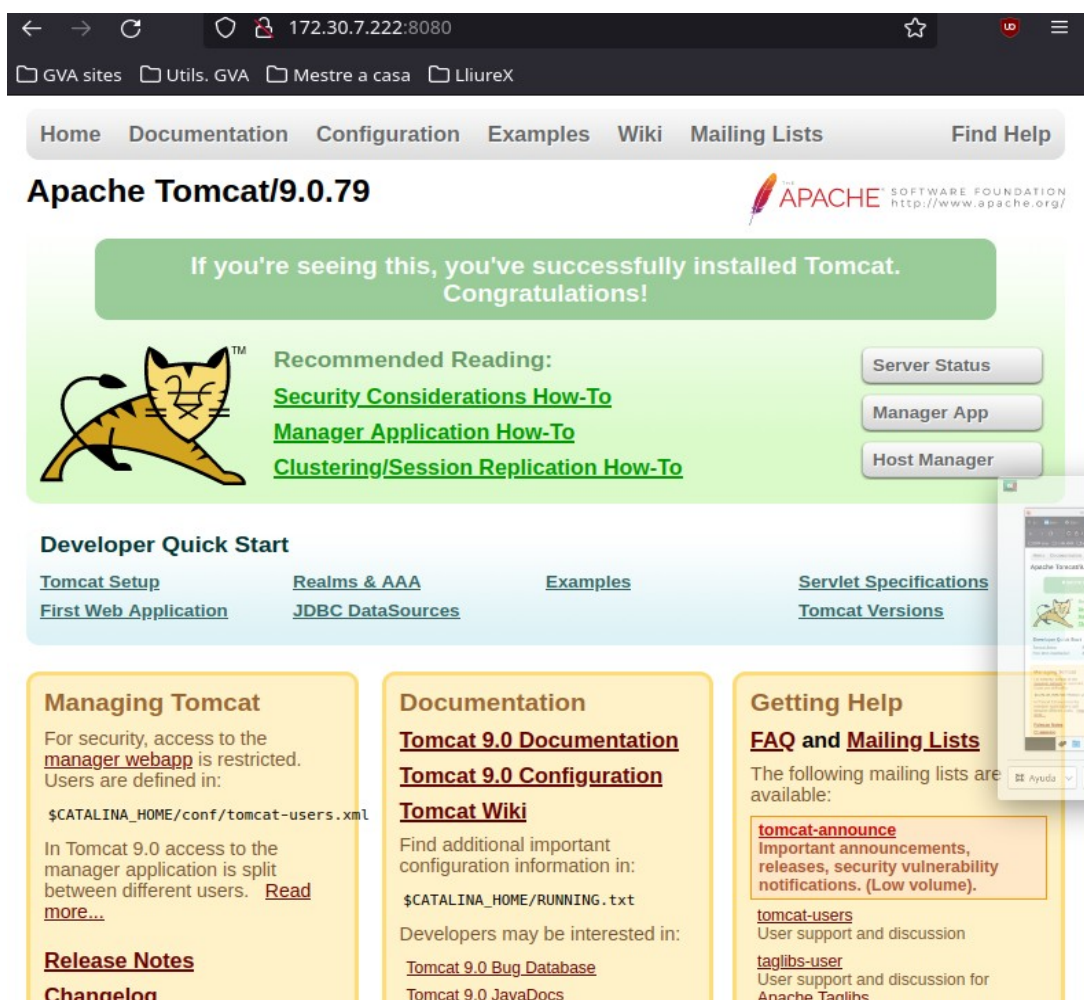 172.30.7.222:8080
GVA sites Utils. GVA Mestre a casa LliureX
Home Documentation Configuration Examples Wiki Mailing Lists Find Help
Apache Tomcat/9.0.79
THE
APACHE SOFTWARE FOUNDATION
http://www.apache.org/
If you're seeing this, you've successfully installed Tomcat.
Congratulations!
TM
Recommended Reading:
Security Considerations How-To
Manager Application How-To
Clustering/Session Replication How-To
Server Status
Manager App
Host Manager
Developer Quick Start
Tomcat Setup
First Web Application
Realms & AAA
JDBC DataSources
Examples
Servlet Specifications
Tomcat Versions
Managing Tomcat
For security, access to the
manager webapp is restricted.
Users are defined in:
$CATALINA_HOME/conf/tomcat-users.xml
In Tomcat 9.0 access to the
manager application is split
between different users. Read
more...
Release Notes
Changelog
Documentation
Tomcat 9.0 Documentation
Tomcat 9.0 Configuration
Tomcat Wiki
Find additional important
configuration information in:
$CATALINA_HOME/RUNNING.txt
Developers may be interested in:
Tomcat 9.0 Bug Database
Tomcat 9.0 JavaDocs
Getting Help
FAQ and Mailing Lists
The following mailing lists are
available:
tomcat-announce
Important announcements,
releases, security vulnerability
notifications. (Low volume).
tomcat-users
User support and discussion
taglibs-user
User support and discussion for
Apache Taglibs
Ayuda